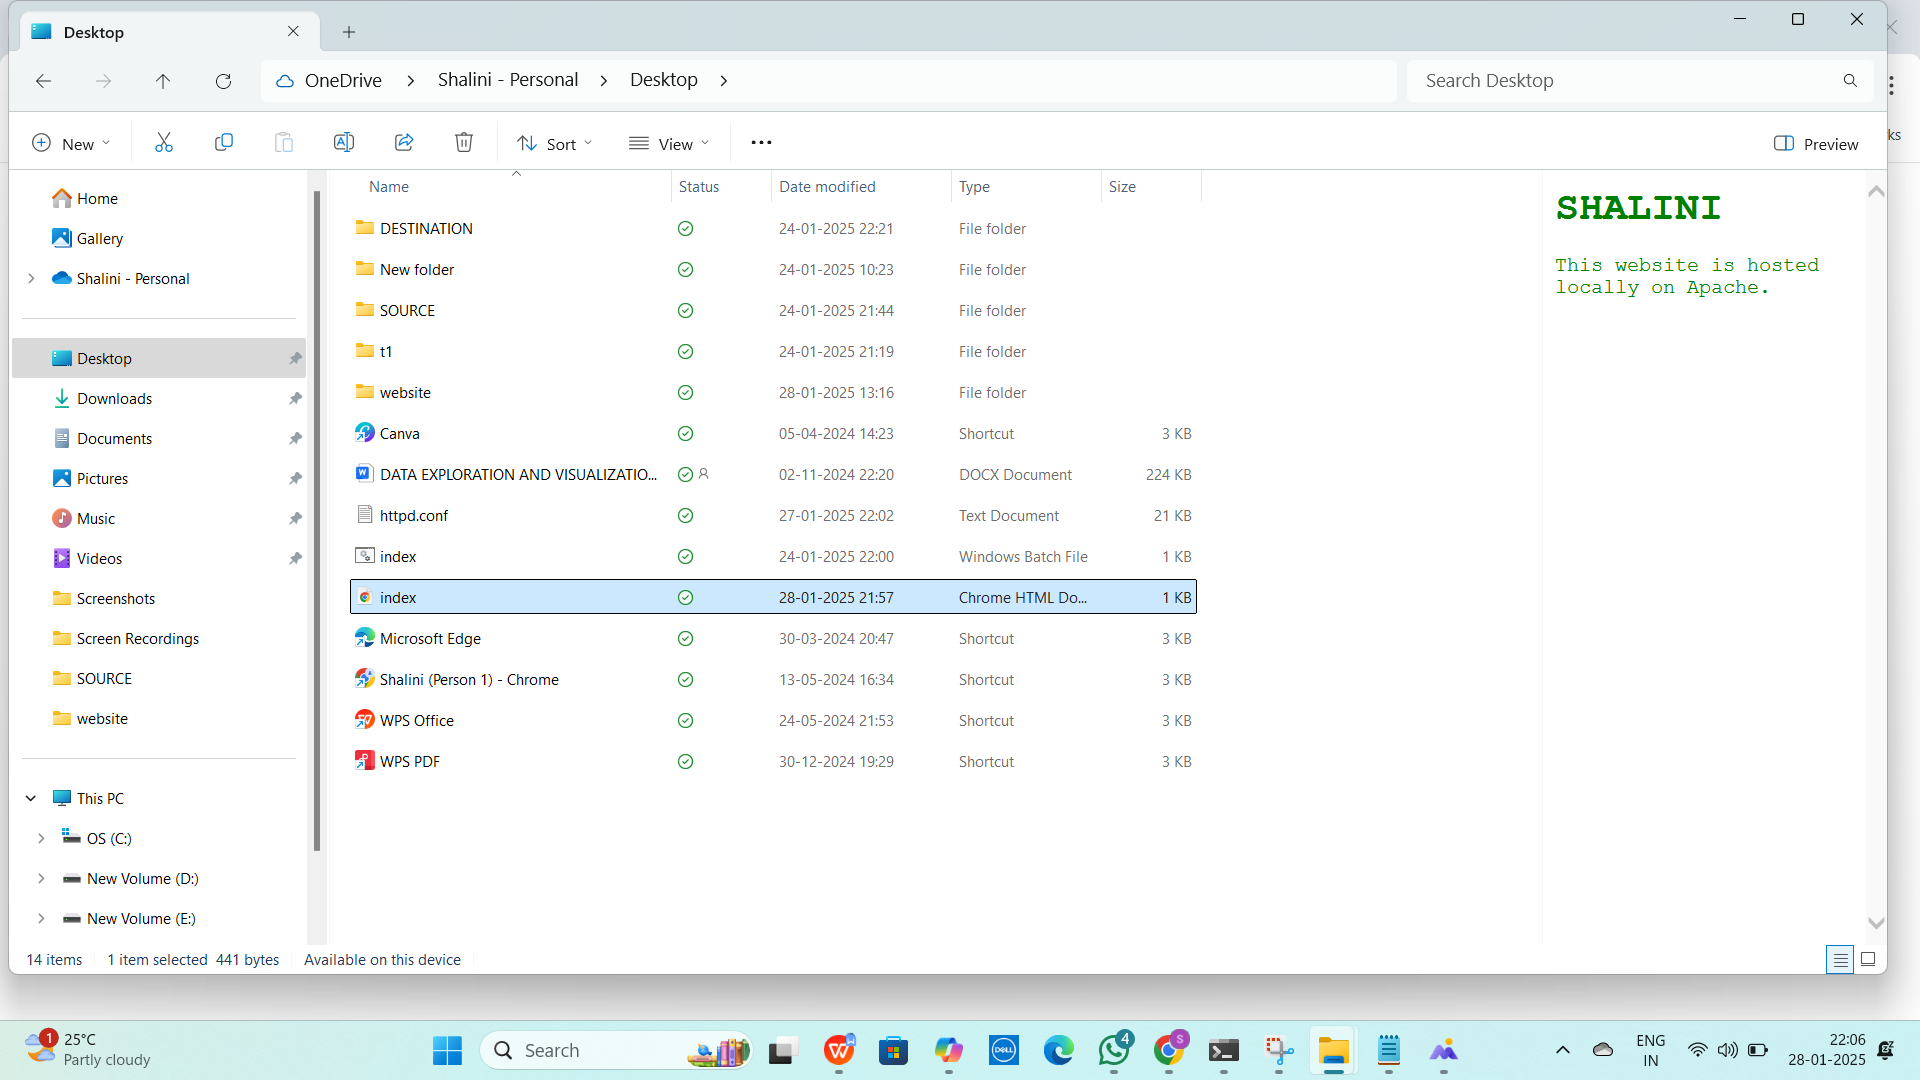 Desktop
OneDrive > Shalini - Personal > Desktop >
Search Desktop
New
Sort
View
Preview
ks
Home
Gallery
Shalini - Personal
Desktop
Downloads
Documents
Pictures
Music
Videos
Screenshots
Screen Recordings
SOURCE
website
This PC
OS (C:)
New Volume (D:)
New Volume (E:)
Name Status Date modified Type Size
DESTINATION 24-01-2025 22:21 File folder
New folder 24-01-2025 10:23 File folder
SOURCE 24-01-2025 21:44 File folder
t1 24-01-2025 21:19 File folder
website 28-01-2025 13:16 File folder
Canva 05-04-2024 14:23 Shortcut 3 KB
DATA EXPLORATION AND VISUALIZATIO... 02-11-2024 22:20 DOCX Document 224 KB
httpd.conf 27-01-2025 22:02 Text Document 21 KB
index 24-01-2025 22:00 Windows Batch File 1 KB
index 28-01-2025 21:57 Chrome HTML Do... 1 KB
Microsoft Edge 30-03-2024 20:47 Shortcut 3 KB
Shalini (Person 1) - Chrome 13-05-2024 16:34 Shortcut 3 KB
WPS Office 24-05-2024 21:53 Shortcut 3 KB
WPS PDF 30-12-2024 19:29 Shortcut 3 KB
SHALINI
This website is hosted
locally on Apache.
14 items 1 item selected 441 bytes Available on this device
1
25°C
Partly cloudy
Search
DELL
4
S
ENG
IN
22:06
28-01-2025